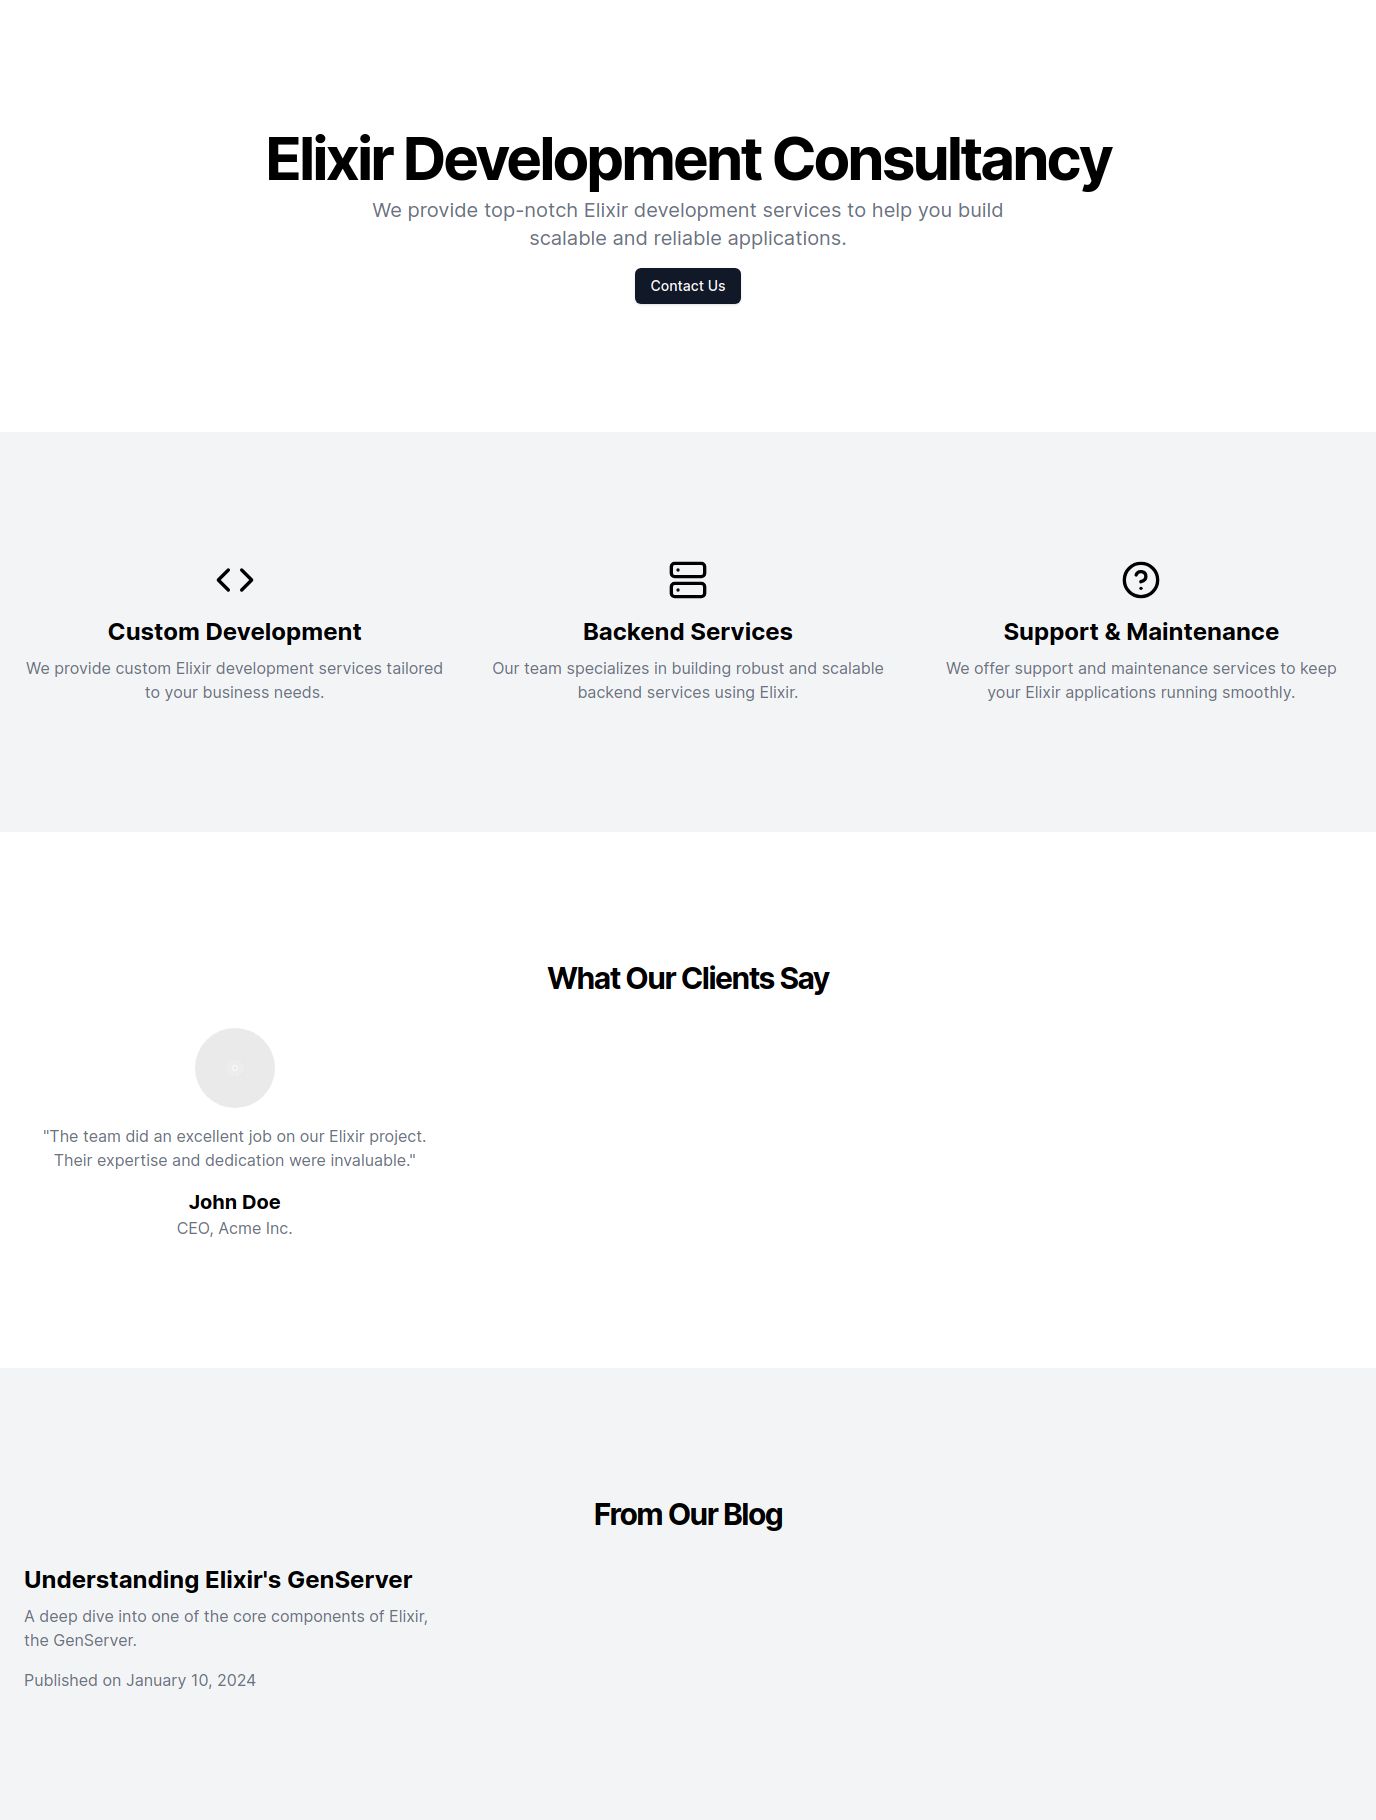 Elixir Development Consultancy
We provide top-notch Elixir development services to help you build
scalable and reliable applications.
Contact Us
Custom Development
We provide custom Elixir development services tailored
to your business needs.
Backend Services
Our team specializes in building robust and scalable
backend services using Elixir.
Support & Maintenance
We offer support and maintenance services to keep
your Elixir applications running smoothly.
What Our Clients Say
"The team did an excellent job on our Elixir project.
Their expertise and dedication were invaluable."
John Doe
CEO, Acme Inc.
From Our Blog
Understanding Elixir's GenServer
A deep dive into one of the core components of Elixir,
the GenServer.
Published on January 10, 2024